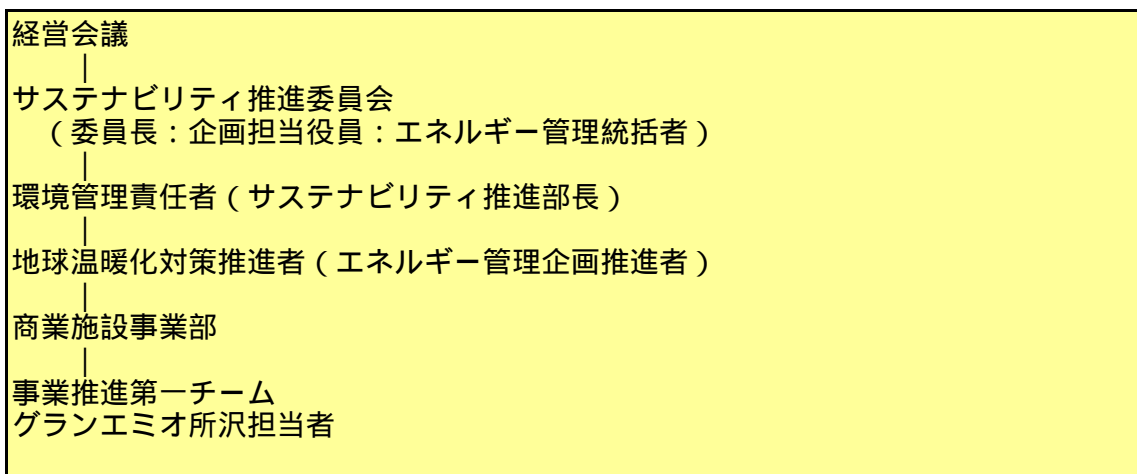 経営会議
｜
サステナビリティ推進委員会
（委員長：企画担当役員：エネルギー管理統括者）
｜
環境管理責任者（サステナビリティ推進部長）
｜
地球温暖化対策推進者（エネルギー管理企画推進者）
｜
商業施設事業部
｜
事業推進第一チーム
グランエミオ所沢担当者